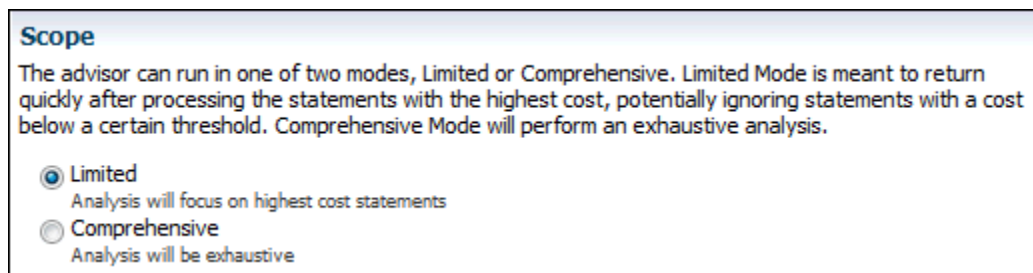 Scope
The advisor can run in one of two modes, Limited or Comprehensive. Limited Mode is meant to return
quickly after processing the statements with the highest cost, potentially ignoring statements with a cost
below a certain threshold. Comprehensive Mode will perform an exhaustive analysis.
Limited
Analysis will focus on highest cost statements
Comprehensive
Analysis will be exhaustive